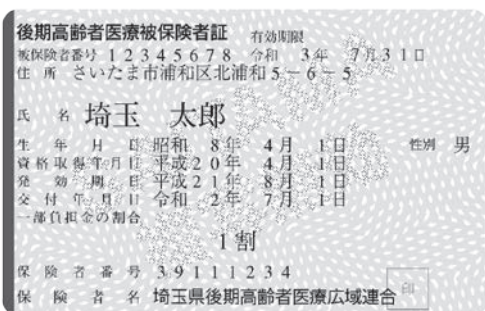 後期高齢者医療被保険者証 有効期限
被保険者番号 12345678 令和 3年 7月31日
住所 さいたま市浦和区北浦和5-6-5
氏名 埼玉 太郎
生年月日 昭和 8年 4月 1日 性別 男
資格取得年月日 平成20年 4月 1日
発効期日 平成21年 8月 1日
交付年月日 令和 2年 7月 1日
一部負担金の割合
1割
保険者番号 39111234
保険者名 埼玉県後期高齢者医療広域連合 印